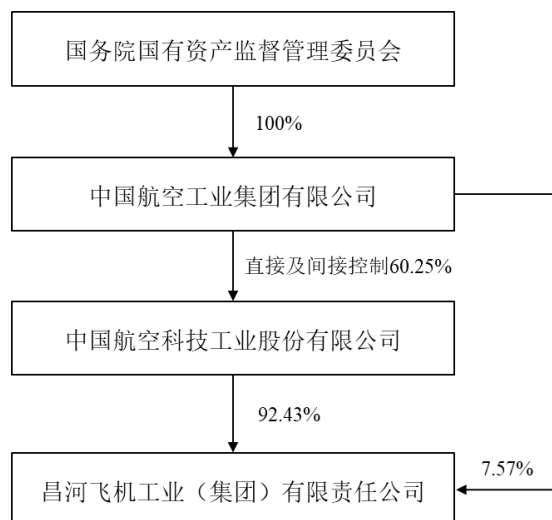 国务院国有资产监督管理委员会
100%
中国航空工业集团有限公司
直接及间接控制60.25%
中国航空科技工业股份有限公司
92.43%
7.57%
昌河飞机工业（集团）有限责任公司